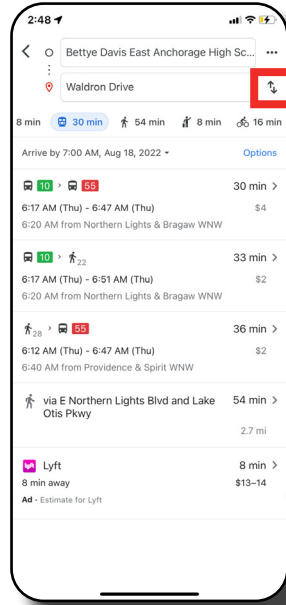 2:48
Bettye Davis East Anchorage High Sc...
Waldron Drive
8 min 30 min 54 min 8 min 16 min
Arrive by 7:00 AM, Aug 18, 2022 Options
10 55 30 min
6:17 AM (Thu) - 6:47 AM (Thu) $4
6:20 AM from Northern Lights & Bragaw WNW
10 22 33 min
6:17 AM (Thu) - 6:51 AM (Thu) $2
6:20 AM from Northern Lights & Bragaw WNW
28 55 36 min
6:12 AM (Thu) - 6:47 AM (Thu) $2
6:40 AM from Providence & Spirit WNW
via E Northern Lights Blvd and Lake 54 min
Otis Pkwy
2.7 mi
Lyft 8 min
8 min away $13–14
Ad · Estimate for Lyft